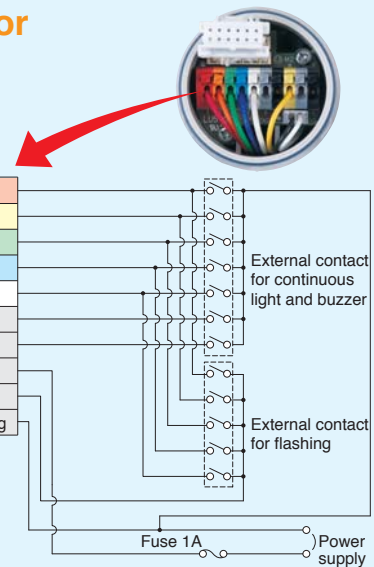 or
External contact
for continuous
light and buzzer
External contact
for flashing
g
Fuse 1A
Power
supply